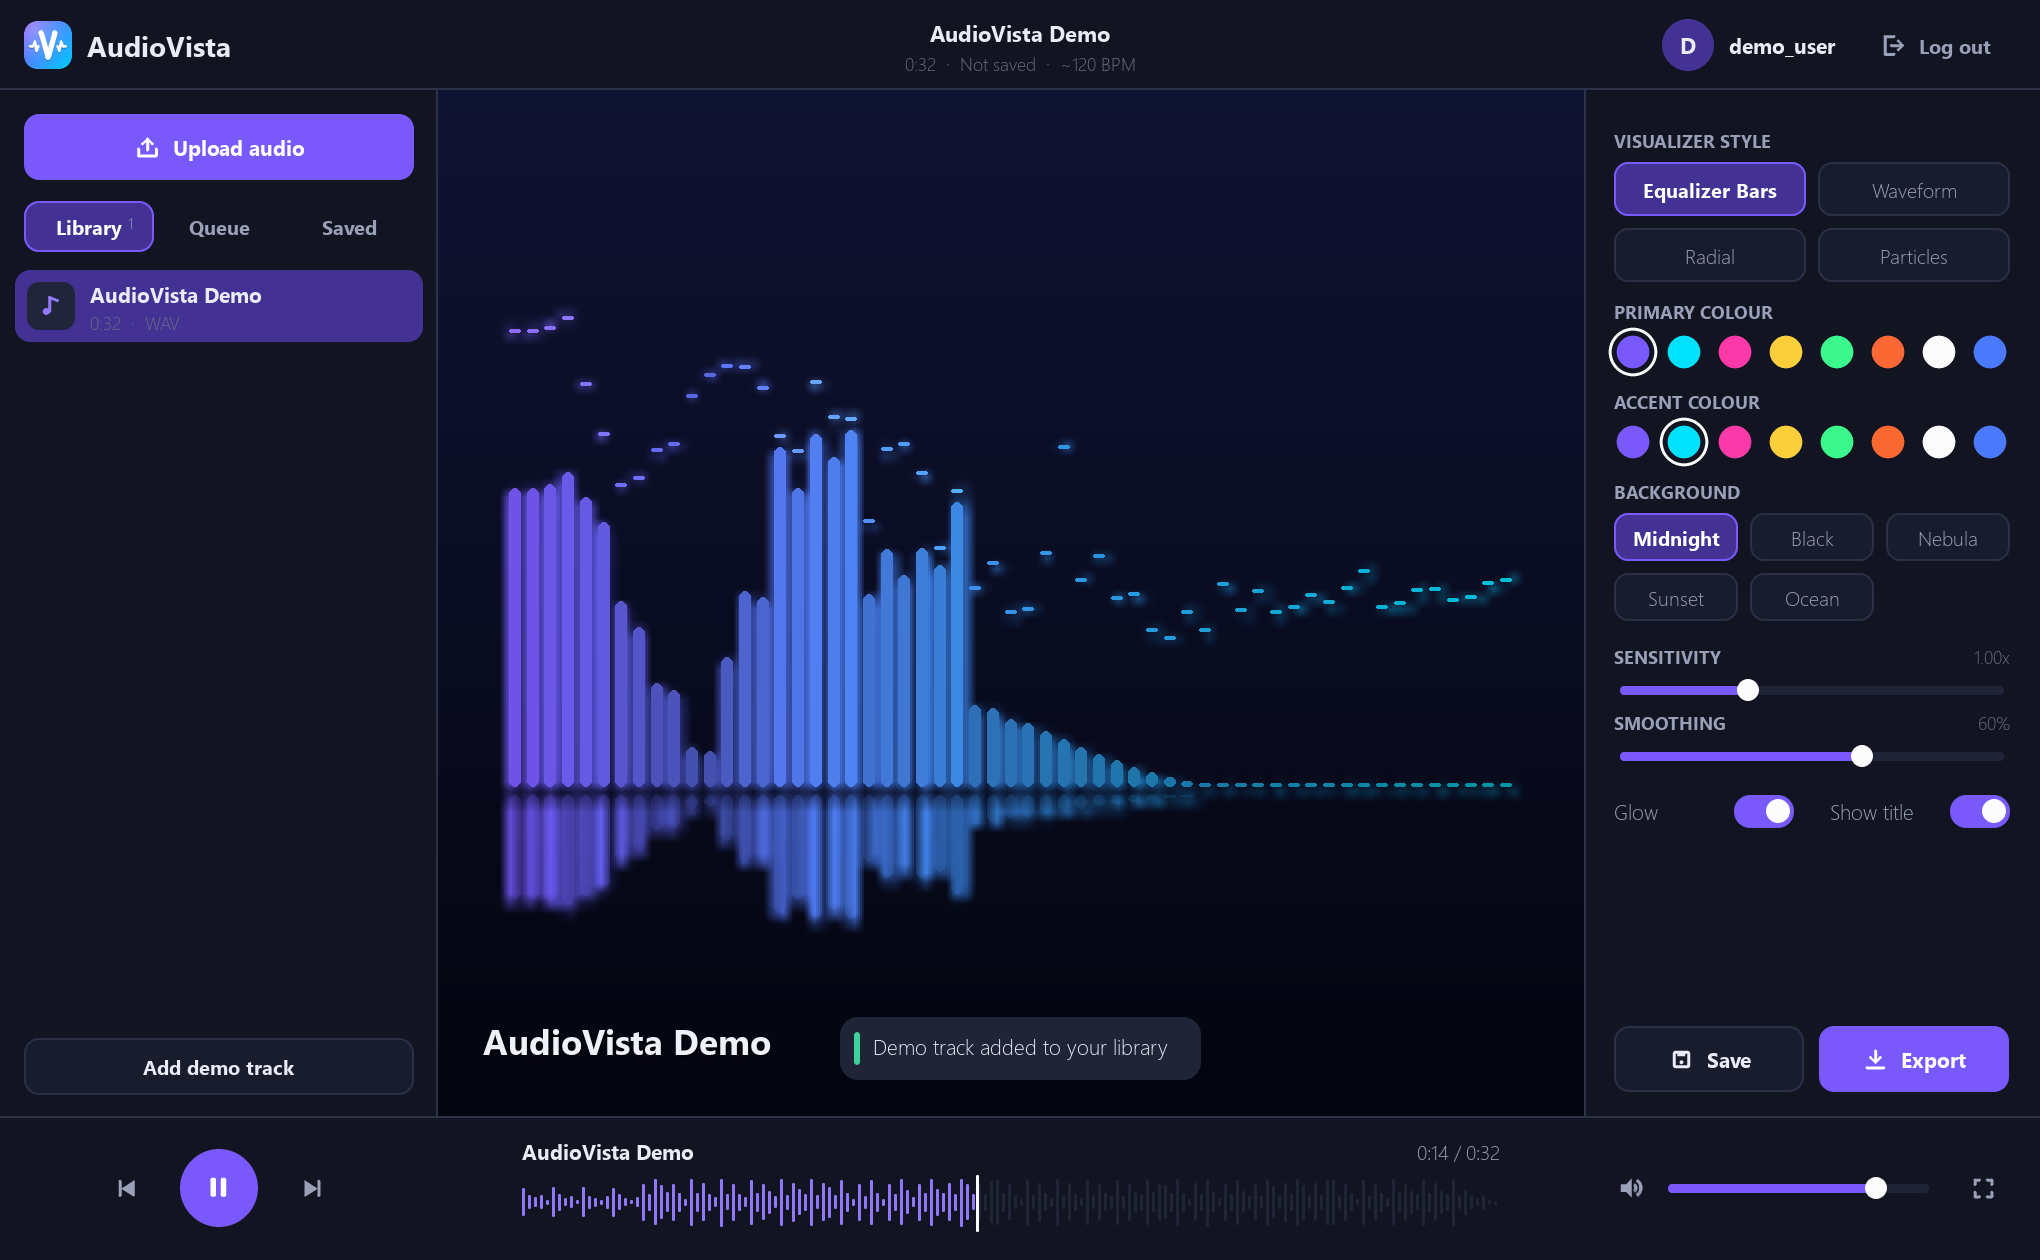 AudioVista
AudioVista Demo
0:32 · Not saved · ~120 BPM
D
demo_user
Log out
Upload audio
Library 1
Queue
Saved
AudioVista Demo
0:32 · WAV
Add demo track
AudioVista Demo
Demo track added to your library
VISUALIZER STYLE
Equalizer Bars
Waveform
Radial
Particles
PRIMARY COLOUR
ACCENT COLOUR
BACKGROUND
Midnight
Black
Nebula
Sunset
Ocean
SENSITIVITY
1.00x
SMOOTHING
60%
Glow
Show title
Save
Export
AudioVista Demo
0:14 / 0:32